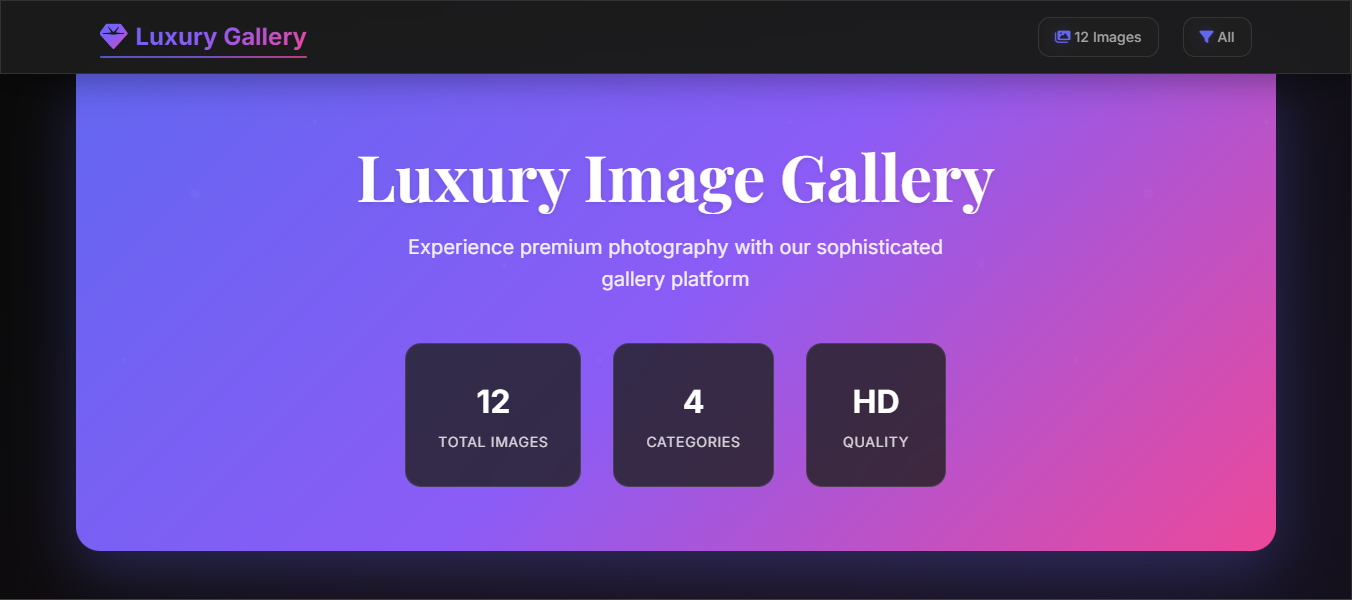 Luxury Gallery
12 Images
All
Luxury Image Gallery
Experience premium photography with our sophisticated
gallery platform
12
TOTAL IMAGES
4
CATEGORIES
HD
QUALITY